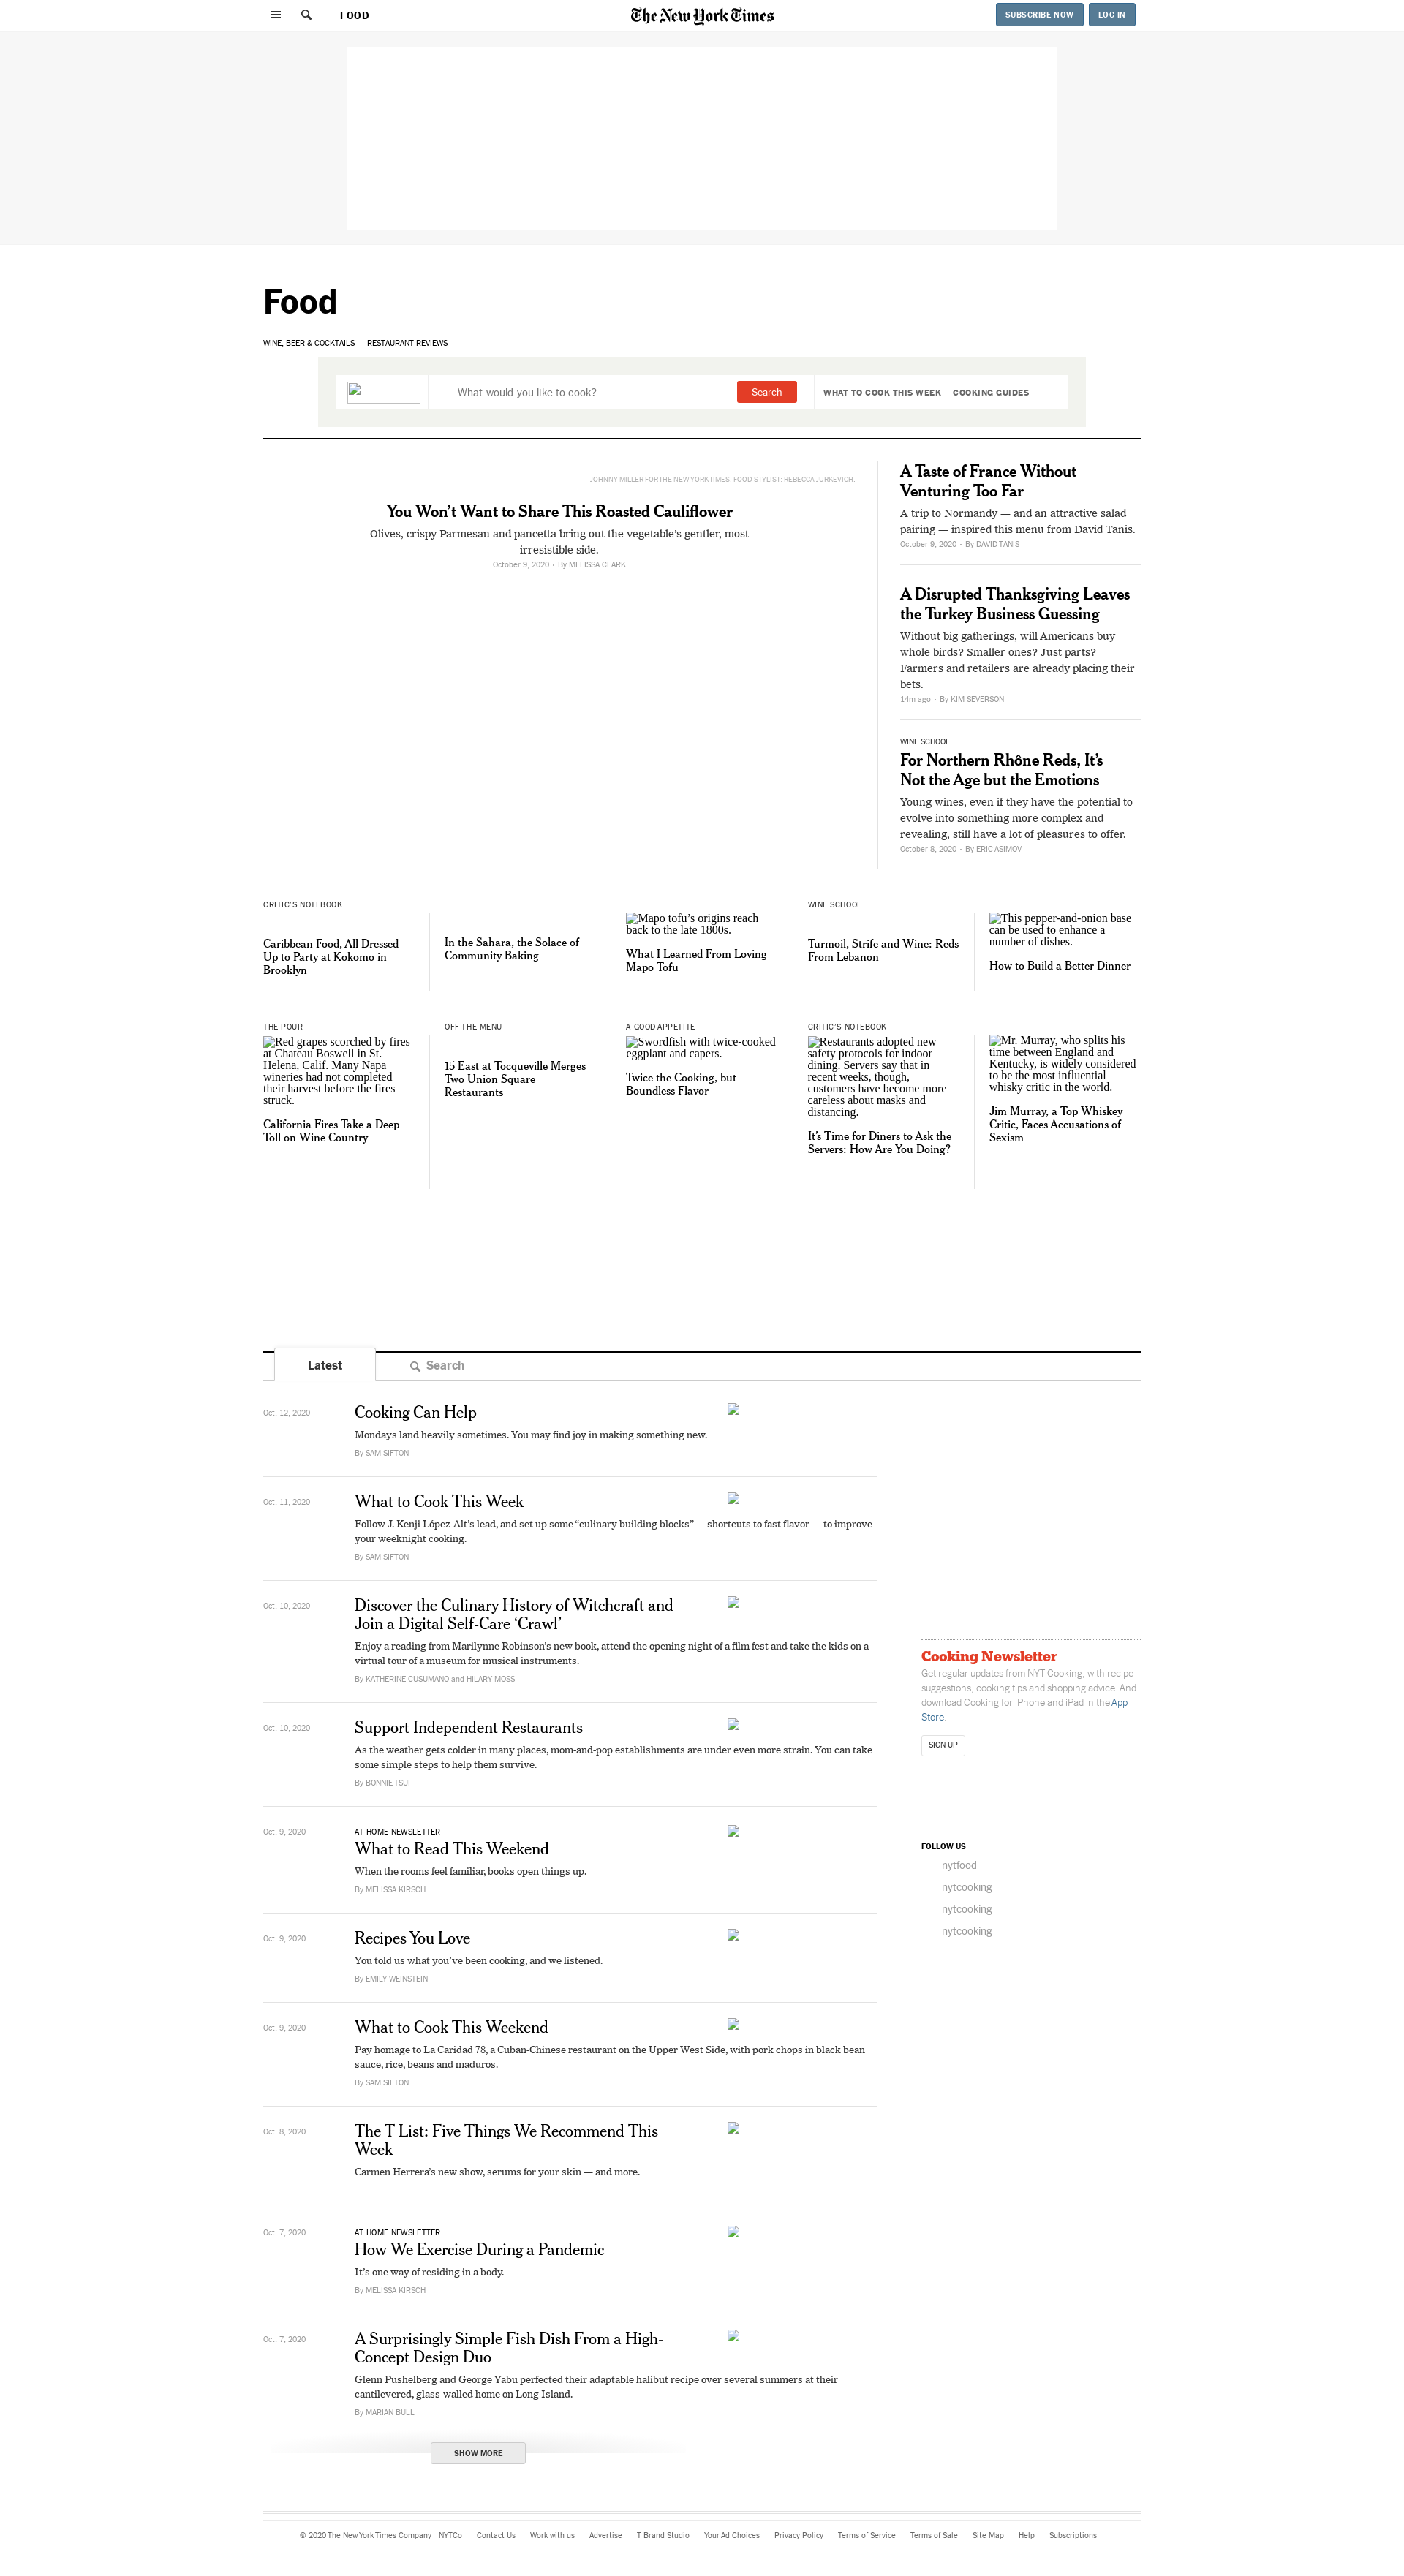 FOOD
The New York Times
SUBSCRIBE NOW
LOG IN
Food
WINE, BEER & COCKTAILS | RESTAURANT REVIEWS
What would you like to cook?
Search
WHAT TO COOK THIS WEEK
COOKING GUIDES
JOHNNY MILLER FOR THE NEW YORK TIMES. FOOD STYLIST: REBECCA JURKEVICH.
You Won’t Want to Share This Roasted Cauliflower
Olives, crispy Parmesan and pancetta bring out the vegetable’s gentler, most
irresistible side.
October 9, 2020 • By MELISSA CLARK
A Taste of France Without
Venturing Too Far
A trip to Normandy — and an attractive salad
pairing — inspired this menu from David Tanis.
October 9, 2020 • By DAVID TANIS
A Disrupted Thanksgiving Leaves
the Turkey Business Guessing
Without big gatherings, will Americans buy
whole birds? Smaller ones? Just parts?
Farmers and retailers are already placing their
bets.
14m ago • By KIM SEVERSON
WINE SCHOOL
For Northern Rhône Reds, It’s
Not the Age but the Emotions
Young wines, even if they have the potential to
evolve into something more complex and
revealing, still have a lot of pleasures to offer.
October 8, 2020 • By ERIC ASIMOV
CRITIC’S NOTEBOOK
Caribbean Food, All Dressed
Up to Party at Kokomo in
Brooklyn
In the Sahara, the Solace of
Community Baking
Mapo tofu’s origins reach
back to the late 1800s.
What I Learned From Loving
Mapo Tofu
WINE SCHOOL
Turmoil, Strife and Wine: Reds
From Lebanon
This pepper-and-onion base
can be used to enhance a
number of dishes.
How to Build a Better Dinner
THE POUR
Red grapes scorched by fires
at Chateau Boswell in St.
Helena, Calif. Many Napa
wineries had not completed
their harvest before the fires
struck.
California Fires Take a Deep
Toll on Wine Country
OFF THE MENU
15 East at Tocqueville Merges
Two Union Square
Restaurants
A GOOD APPETITE
Swordfish with twice-cooked
eggplant and capers.
Twice the Cooking, but
Boundless Flavor
CRITIC’S NOTEBOOK
Restaurants adopted new
safety protocols for indoor
dining. Servers say that in
recent weeks, though,
customers have become more
careless about masks and
distancing.
It’s Time for Diners to Ask the
Servers: How Are You Doing?
Mr. Murray, who splits his
time between England and
Kentucky, is widely considered
to be the most influential
whisky critic in the world.
Jim Murray, a Top Whiskey
Critic, Faces Accusations of
Sexism
Latest
Search
Oct. 12, 2020
Cooking Can Help
Mondays land heavily sometimes. You may find joy in making something new.
By SAM SIFTON
Oct. 11, 2020
What to Cook This Week
Follow J. Kenji López-Alt’s lead, and set up some “culinary building blocks” — shortcuts to fast flavor — to improve
your weeknight cooking.
By SAM SIFTON
Oct. 10, 2020
Discover the Culinary History of Witchcraft and
Join a Digital Self-Care ‘Crawl’
Enjoy a reading from Marilynne Robinson’s new book, attend the opening night of a film fest and take the kids on a
virtual tour of a museum for musical instruments.
By KATHERINE CUSUMANO and HILARY MOSS
Oct. 10, 2020
Support Independent Restaurants
As the weather gets colder in many places, mom-and-pop establishments are under even more strain. You can take
some simple steps to help them survive.
By BONNIE TSUI
Oct. 9, 2020
AT HOME NEWSLETTER
What to Read This Weekend
When the rooms feel familiar, books open things up.
By MELISSA KIRSCH
Oct. 9, 2020
Recipes You Love
You told us what you’ve been cooking, and we listened.
By EMILY WEINSTEIN
Oct. 9, 2020
What to Cook This Weekend
Pay homage to La Caridad 78, a Cuban-Chinese restaurant on the Upper West Side, with pork chops in black bean
sauce, rice, beans and maduros.
By SAM SIFTON
Oct. 8, 2020
The T List: Five Things We Recommend This
Week
Carmen Herrera’s new show, serums for your skin — and more.
Oct. 7, 2020
AT HOME NEWSLETTER
How We Exercise During a Pandemic
It’s one way of residing in a body.
By MELISSA KIRSCH
Oct. 7, 2020
A Surprisingly Simple Fish Dish From a High-
Concept Design Duo
Glenn Pushelberg and George Yabu perfected their adaptable halibut recipe over several summers at their
cantilevered, glass-walled home on Long Island.
By MARIAN BULL
SHOW MORE
Cooking Newsletter
Get regular updates from NYT Cooking, with recipe
suggestions, cooking tips and shopping advice. And
download Cooking for iPhone and iPad in the App
Store.
SIGN UP
FOLLOW US
nytfood
nytcooking
nytcooking
nytcooking
© 2020 The New York Times Company NYTCo Contact Us Work with us Advertise T Brand Studio Your Ad Choices Privacy Policy Terms of Service Terms of Sale Site Map Help Subscriptions